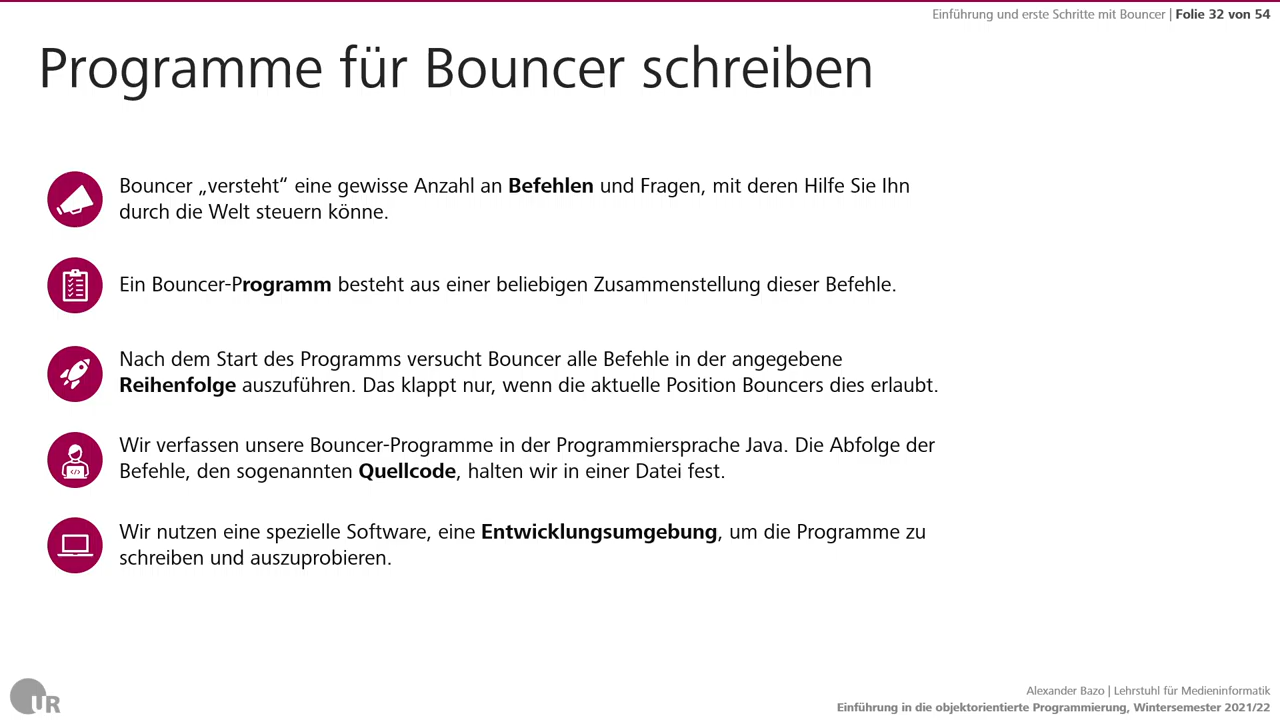 Einführung und erste Schritte mit Bouncer | Folie 32 von 54
Programme für Bouncer schreiben
Bouncer „versteht“ eine gewisse Anzahl an Befehlen und Fragen, mit deren Hilfe Sie Ihn
durch die Welt steuern könne.
Ein Bouncer-Programm besteht aus einer beliebigen Zusammenstellung dieser Befehle.
Nach dem Start des Programms versucht Bouncer alle Befehle in der angegebene
Reihenfolge auszuführen. Das klappt nur, wenn die aktuelle Position Bouncers dies erlaubt.
Wir verfassen unsere Bouncer-Programme in der Programmiersprache Java. Die Abfolge der
Befehle, den sogenannten Quellcode, halten wir in einer Datei fest.
Wir nutzen eine spezielle Software, eine Entwicklungsumgebung, um die Programme zu
schreiben und auszuprobieren.
UR
Alexander Bazo | Lehrstuhl für Medieninformatik
Einführung in die objektorientierte Programmierung, Wintersemester 2021/22